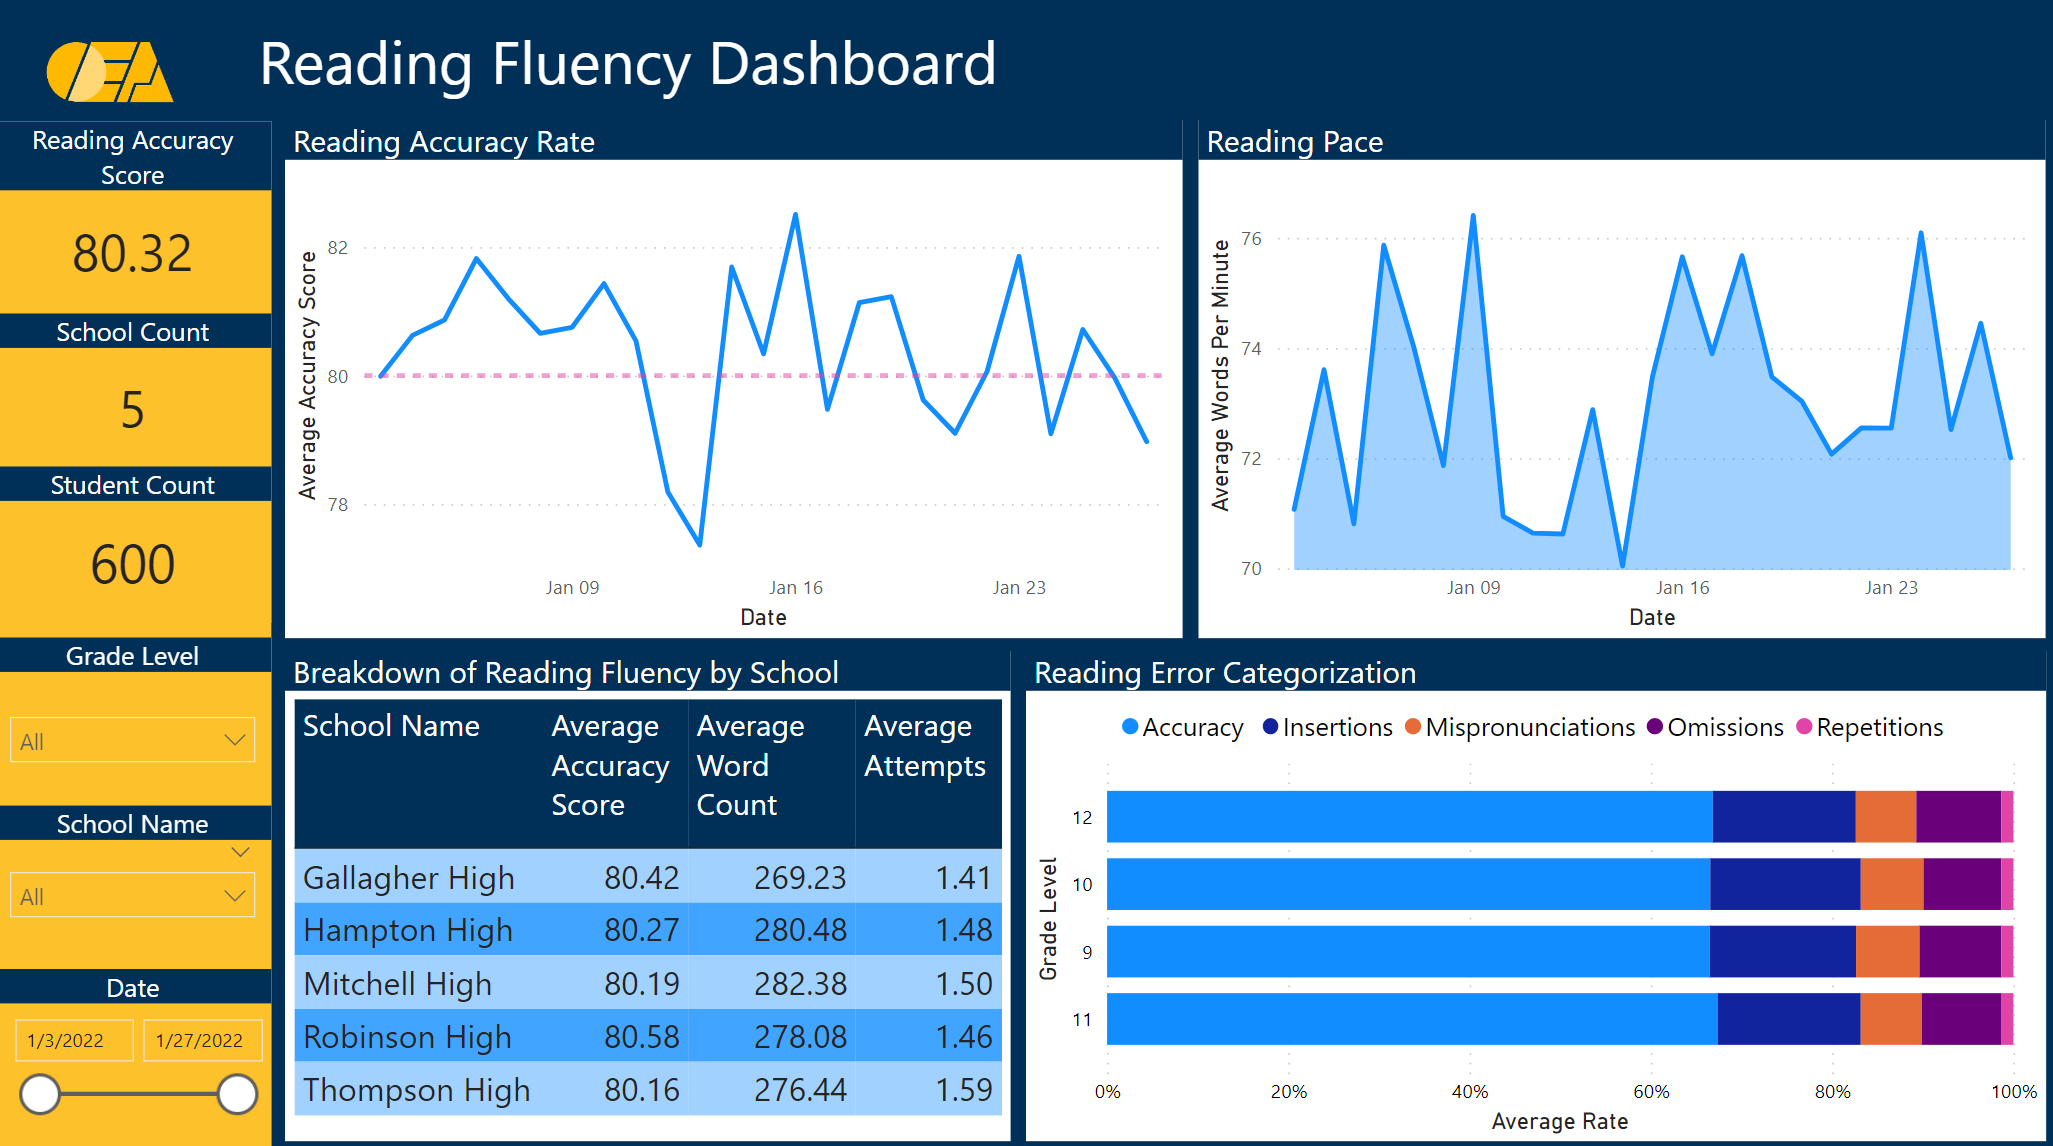 OEA
Reading Fluency Dashboard
Reading Accuracy
Score
80.32
School Count
5
Student Count
600
Grade Level
All
School Name
All
Date
1/3/2022
1/27/2022
Reading Accuracy Rate
Average Accuracy Score
82
80
78
Jan 09
Jan 16
Jan 23
Date
Reading Pace
Average Words Per Minute
76
74
72
70
Jan 09
Jan 16
Jan 23
Date
Breakdown of Reading Fluency by School
School Name
Average
Accuracy
Score
Average
Word
Count
Average
Attempts
Gallagher High 80.42 269.23 1.41
Hampton High 80.27 280.48 1.48
Mitchell High 80.19 282.38 1.50
Robinson High 80.58 278.08 1.46
Thompson High 80.16 276.44 1.59
Reading Error Categorization
Accuracy Insertions Mispronunciations Omissions Repetitions
Grade Level
12
10
9
11
0% 20% 40% 60% 80% 100%
Average Rate